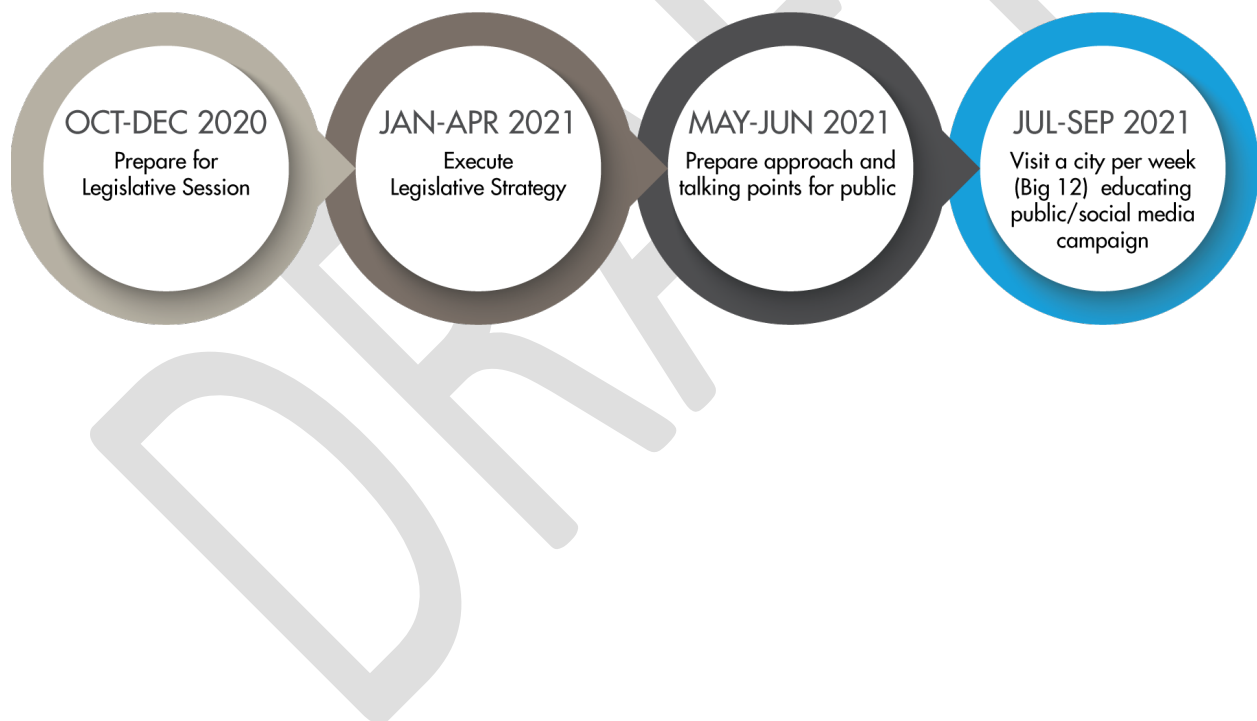 OCT-DEC 2020
Prepare for
Legislative Session
JAN-APR 2021
Execute
Legislative Strategy
MAY-JUN 2021
Prepare approach and
talking points for public
JUL-SEP 2021
Visit a city per week
(Big 12)  educating
public/social media
campaign